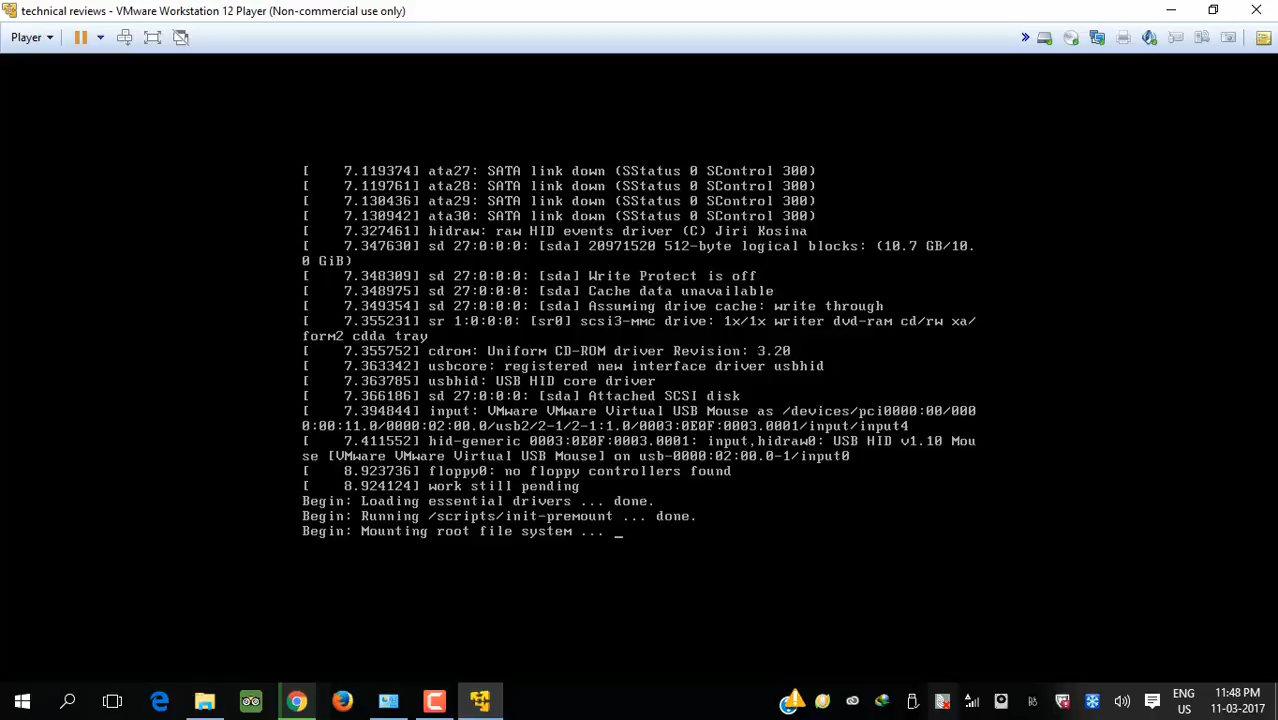 technical reviews - VMware Workstation 12 Player (Non-commercial use only)
Player
[    7.119374] ata27: SATA link down (SStatus 0 SControl 300)
[    7.119761] ata28: SATA link down (SStatus 0 SControl 300)
[    7.130436] ata29: SATA link down (SStatus 0 SControl 300)
[    7.130942] ata30: SATA link down (SStatus 0 SControl 300)
[    7.327461] hidraw: raw HID events driver (C) Jiri Kosina
[    7.347630] sd 27:0:0:0: [sda] 20971520 512-byte logical blocks: (10.7 GB/10.
0 GiB)
[    7.348309] sd 27:0:0:0: [sda] Write Protect is off
[    7.348975] sd 27:0:0:0: [sda] Cache data unavailable
[    7.349354] sd 27:0:0:0: [sda] Assuming drive cache: write through
[    7.355231] sr 1:0:0:0: [sr0] scsi3-mmc drive: 1x/1x writer dvd-ram cd/rw xa/
form2 cdda tray
[    7.355752] cdrom: Uniform CD-ROM driver Revision: 3.20
[    7.363342] usbcore: registered new interface driver usbhid
[    7.363785] usbhid: USB HID core driver
[    7.366186] sd 27:0:0:0: [sda] Attached SCSI disk
[    7.394844] input: VMware VMware Virtual USB Mouse as /devices/pci0000:00/000
0:00:11.0/0000:02:00.0/usb2/2-1/2-1:1.0/0003:0E0F:0003.0001/input/input4
[    7.411552] hid-generic 0003:0E0F:0003.0001: input,hidraw0: USB HID v1.10 Mou
se [VMware VMware Virtual USB Mouse] on usb-0000:02:00.0-1/input0
[    8.923736] floppy0: no floppy controllers found
[    8.924124] work still pending
Begin: Loading essential drivers ... done.
Begin: Running /scripts/init-premount ... done.
Begin: Mounting root file system ... _
ENG 11:48 PM
US 11-03-2017